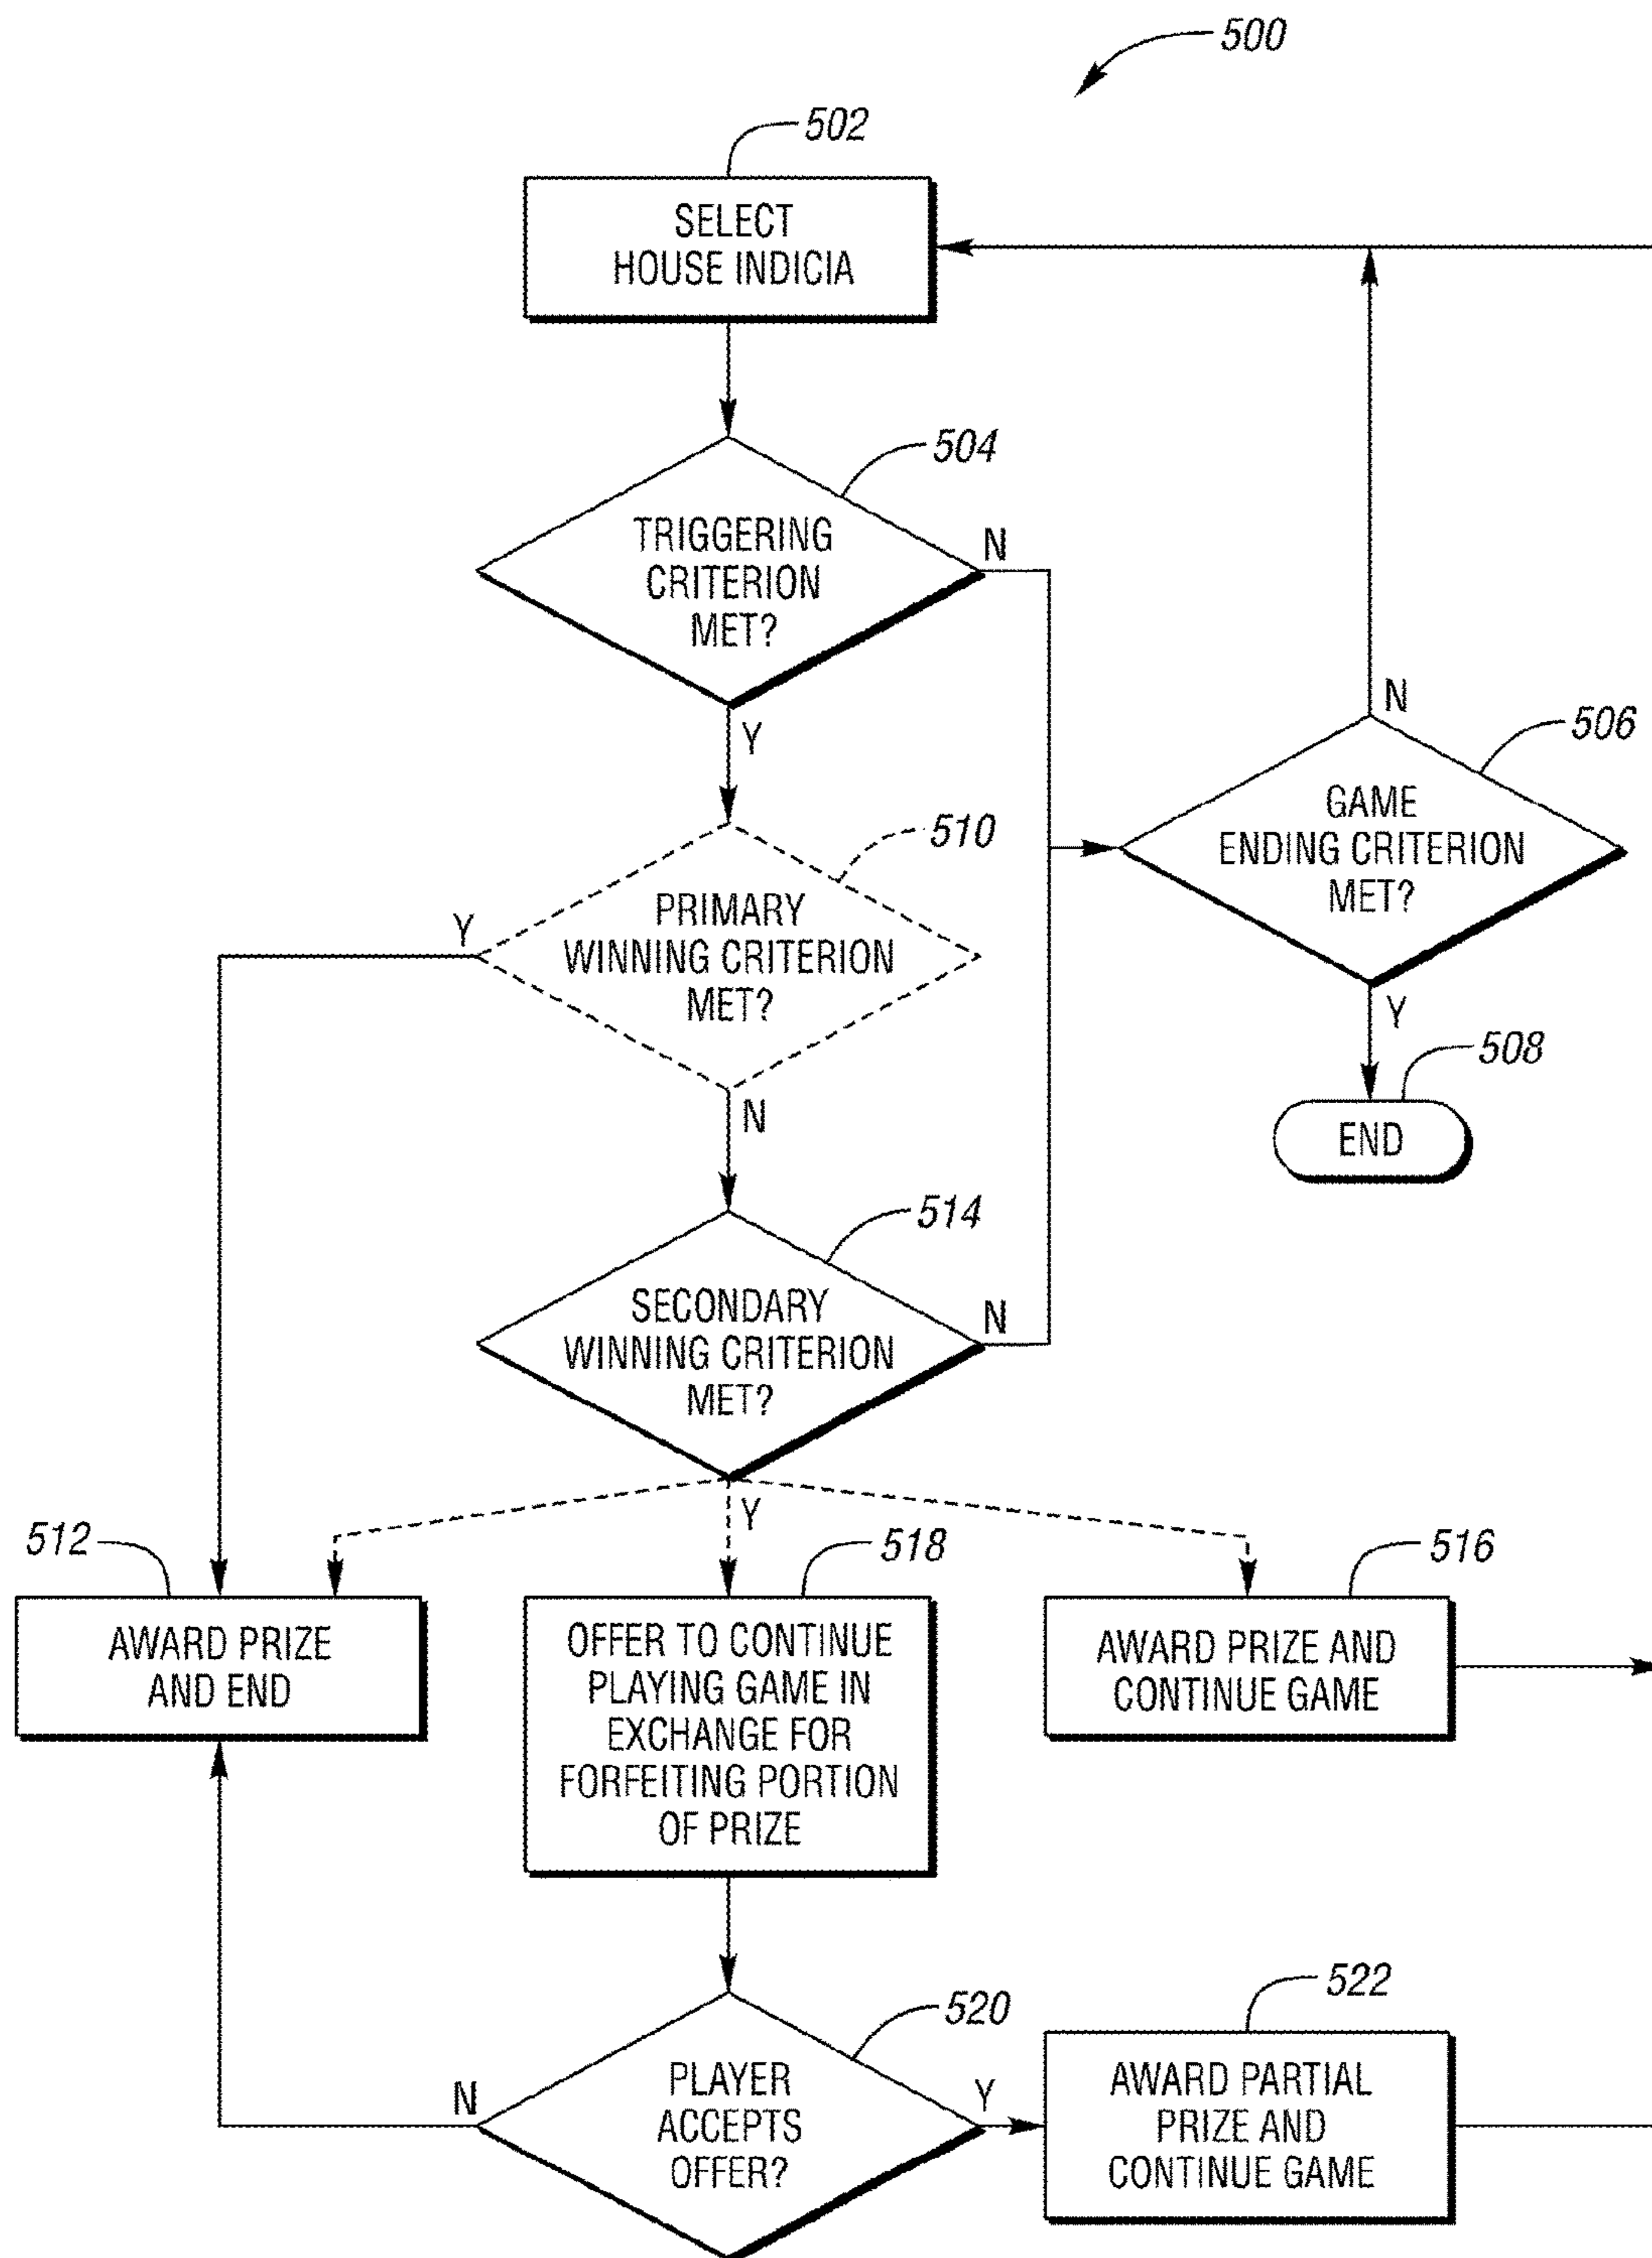 500
502
SELECT
HOUSE INDICIA
504
TRIGGERING
CRITERION
MET?
N
Y
N
506
GAME
ENDING CRITERION
MET?
Y
508
END
510
PRIMARY
WINNING CRITERION
MET?
Y
N
514
SECONDARY
WINNING CRITERION
MET?
N
Y
512
AWARD PRIZE
AND END
518
OFFER TO CONTINUE
PLAYING GAME IN
EXCHANGE FOR
FORFEITING PORTION
OF PRIZE
516
AWARD PRIZE AND
CONTINUE GAME
520
PLAYER
ACCEPTS
OFFER?
N
Y
522
AWARD PARTIAL
PRIZE AND
CONTINUE GAME